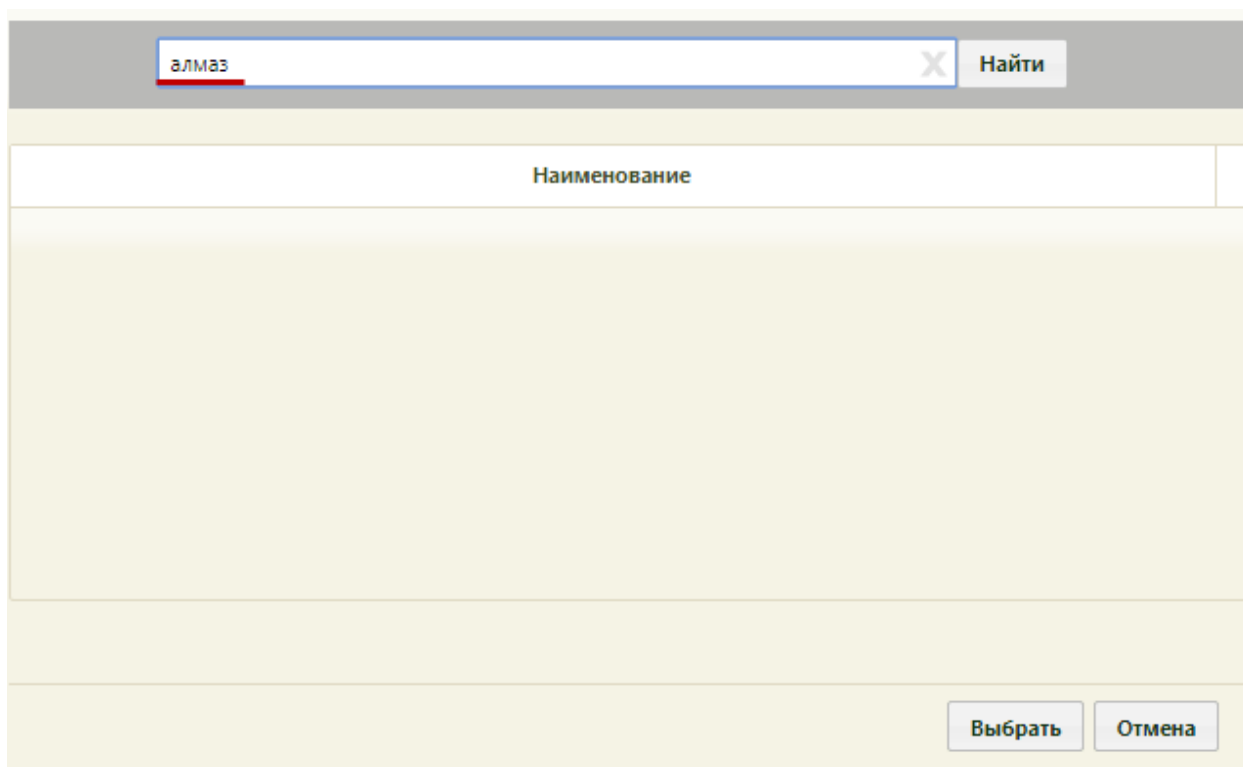 алмаз
Найти
Наименование
Выбрать
Отмена